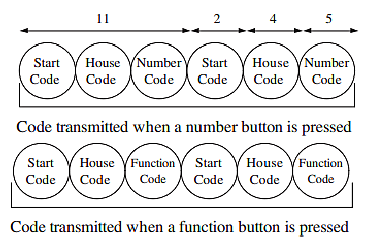 11 2 4 5
Start House Number Start House Number
Code Code Code Code Code Code
Code transmitted when a number button is pressed
Start House Function Start House Function
Code Code Code Code Code Code
Code transmitted when a function button is pressed